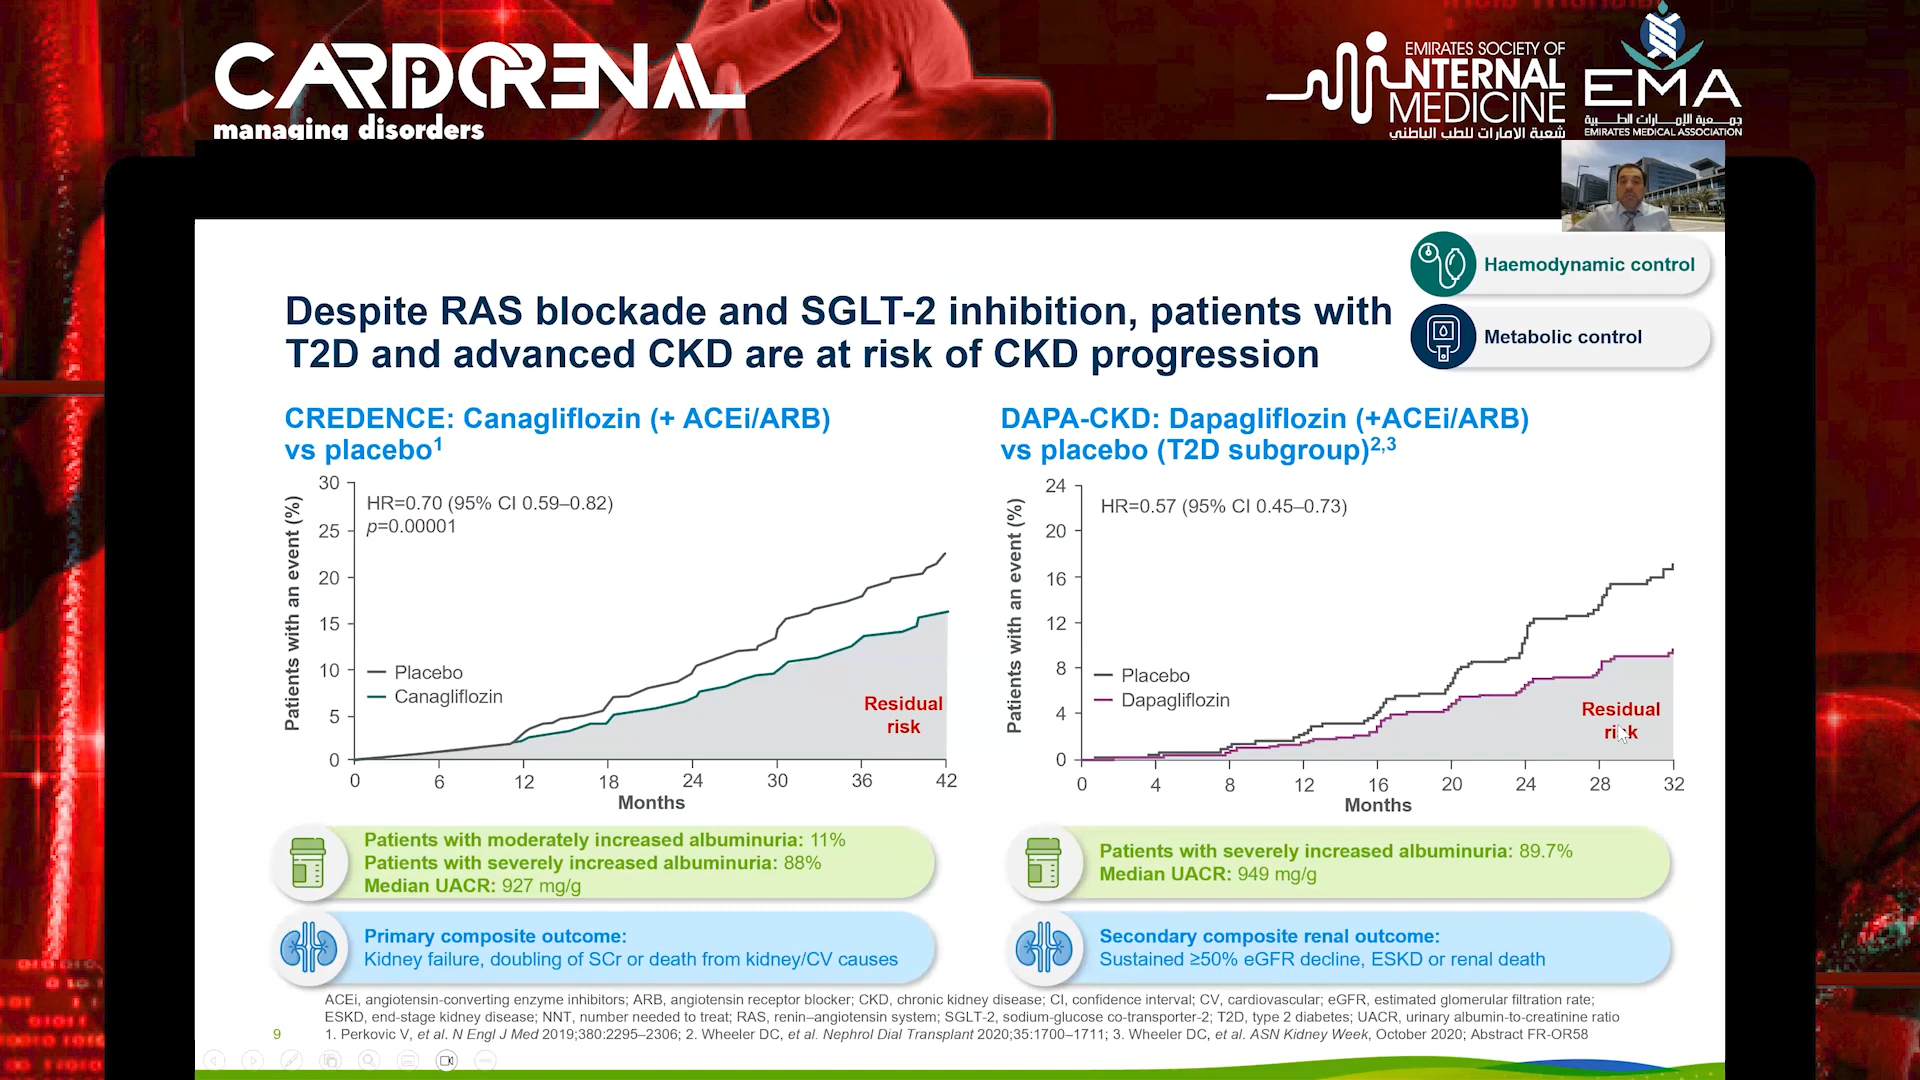 CARDIORENAL
managing disorders
EMIRATES SOCIETY OF
INTERNAL
MEDICINE
شعبة الإمارات للطب الباطني
EMA
جمعية الإمارات الطبية
EMIRATES MEDICAL ASSOCIATION
Haemodynamic control
Metabolic control
Despite RAS blockade and SGLT-2 inhibition, patients with
T2D and advanced CKD are at risk of CKD progression
CREDENCE: Canagliflozin (+ ACEi/ARB)
vs placebo1
Patients with an event (%)
30
25
20
15
10
5
0
HR=0.70 (95% CI 0.59–0.82)
p=0.00001
Placebo
Canagliflozin
Residual
risk
0 6 12 18 24 30 36 42
Months
DAPA-CKD: Dapagliflozin (+ACEi/ARB)
vs placebo (T2D subgroup)2,3
Patients with an event (%)
24
20
16
12
8
4
0
HR=0.57 (95% CI 0.45–0.73)
Placebo
Dapagliflozin
Residual
risk
0 4 8 12 16 20 24 28 32
Months
Patients with moderately increased albuminuria: 11%
Patients with severely increased albuminuria: 88%
Median UACR: 927 mg/g
Patients with severely increased albuminuria: 89.7%
Median UACR: 949 mg/g
Primary composite outcome:
Kidney failure, doubling of SCr or death from kidney/CV causes
Secondary composite renal outcome:
Sustained ≥50% eGFR decline, ESKD or renal death
ACEi, angiotensin-converting enzyme inhibitors; ARB, angiotensin receptor blocker; CKD, chronic kidney disease; CI, confidence interval; CV, cardiovascular; eGFR, estimated glomerular filtration rate;
ESKD, end-stage kidney disease; NNT, number needed to treat; RAS, renin–angiotensin system; SGLT-2, sodium-glucose co-transporter-2; T2D, type 2 diabetes; UACR, urinary albumin-to-creatinine ratio
9
1. Perkovic V, et al. N Engl J Med 2019;380:2295–2306; 2. Wheeler DC, et al. Nephrol Dial Transplant 2020;35:1700–1711; 3. Wheeler DC, et al. ASN Kidney Week, October 2020; Abstract FR-OR58